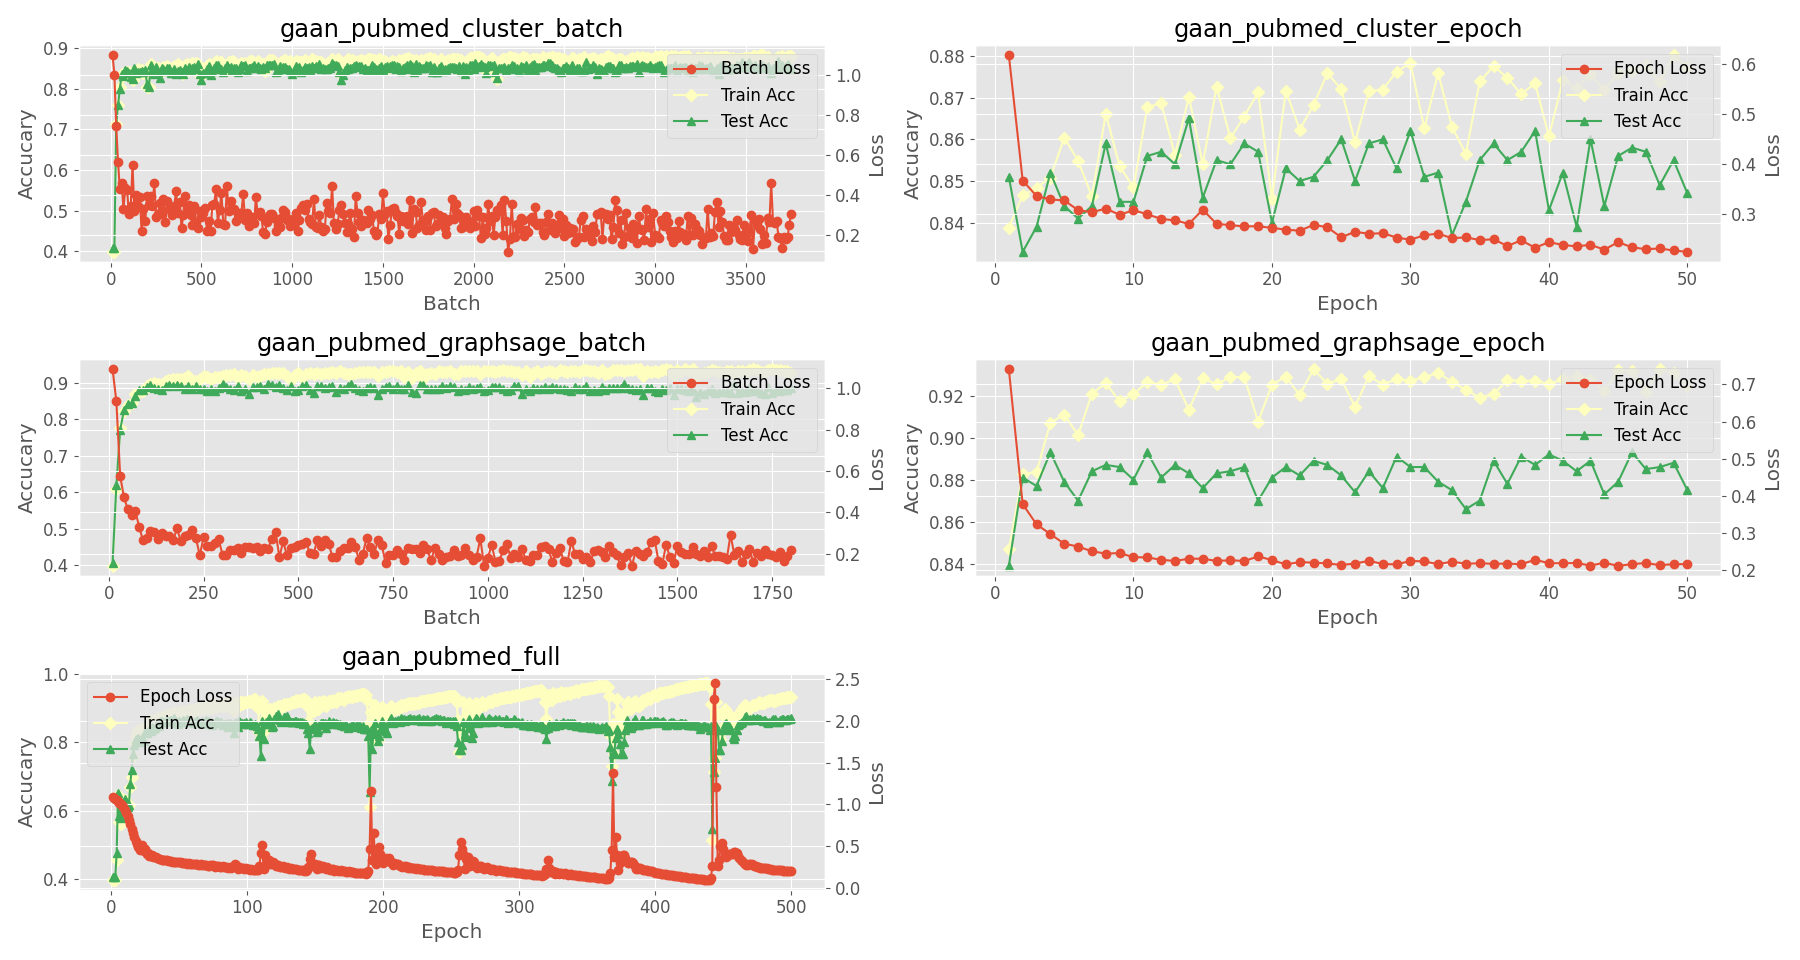 gaan_pubmed_cluster_batch
0.9
0.8
0.7
0.6
0.5
0.4
Accucary
1.0
0.8
0.6
0.4
0.2
Loss
Batch Loss
Train Acc
Test Acc
0 500 1000 1500 2000 2500 3000 3500
Batch
gaan_pubmed_cluster_epoch
0.88
0.87
0.86
0.85
0.84
Accucary
0.6
0.5
0.4
0.3
Loss
Epoch Loss
Train Acc
Test Acc
0 10 20 30 40 50
Epoch
gaan_pubmed_graphsage_batch
0.9
0.8
0.7
0.6
0.5
0.4
Accucary
1.0
0.8
0.6
0.4
0.2
Loss
Batch Loss
Train Acc
Test Acc
0 250 500 750 1000 1250 1500 1750
Batch
gaan_pubmed_graphsage_epoch
0.92
0.90
0.88
0.86
0.84
Accucary
0.7
0.6
0.5
0.4
0.3
0.2
Loss
Epoch Loss
Train Acc
Test Acc
0 10 20 30 40 50
Epoch
gaan_pubmed_full
1.0
0.8
0.6
0.4
Accucary
2.5
2.0
1.5
1.0
0.5
0.0
Loss
Epoch Loss
Train Acc
Test Acc
0 100 200 300 400 500
Epoch